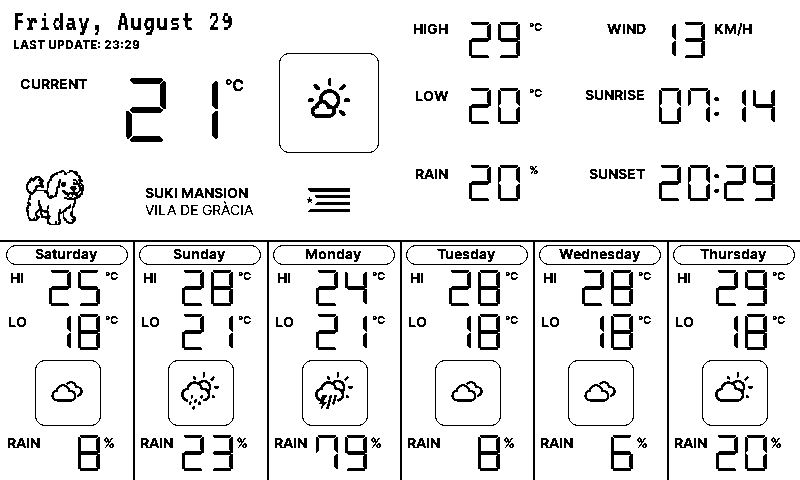 Friday, August 29
LAST UPDATE: 23:29
CURRENT 21 °C
HIGH 29 °C
WIND 13 KM/H
LOW 20 °C
SUNRISE 07:14
RAIN 20 %
SUNSET 20:29
SUKI MANSION
VILA DE GRÀCIA
Saturday
HI 25 °C
LO 18 °C
RAIN 8 %
Sunday
HI 28 °C
LO 21 °C
RAIN 23 %
Monday
HI 24 °C
LO 21 °C
RAIN 79 %
Tuesday
HI 28 °C
LO 18 °C
RAIN 8 %
Wednesday
HI 28 °C
LO 18 °C
RAIN 6 %
Thursday
HI 29 °C
LO 18 °C
RAIN 20 %